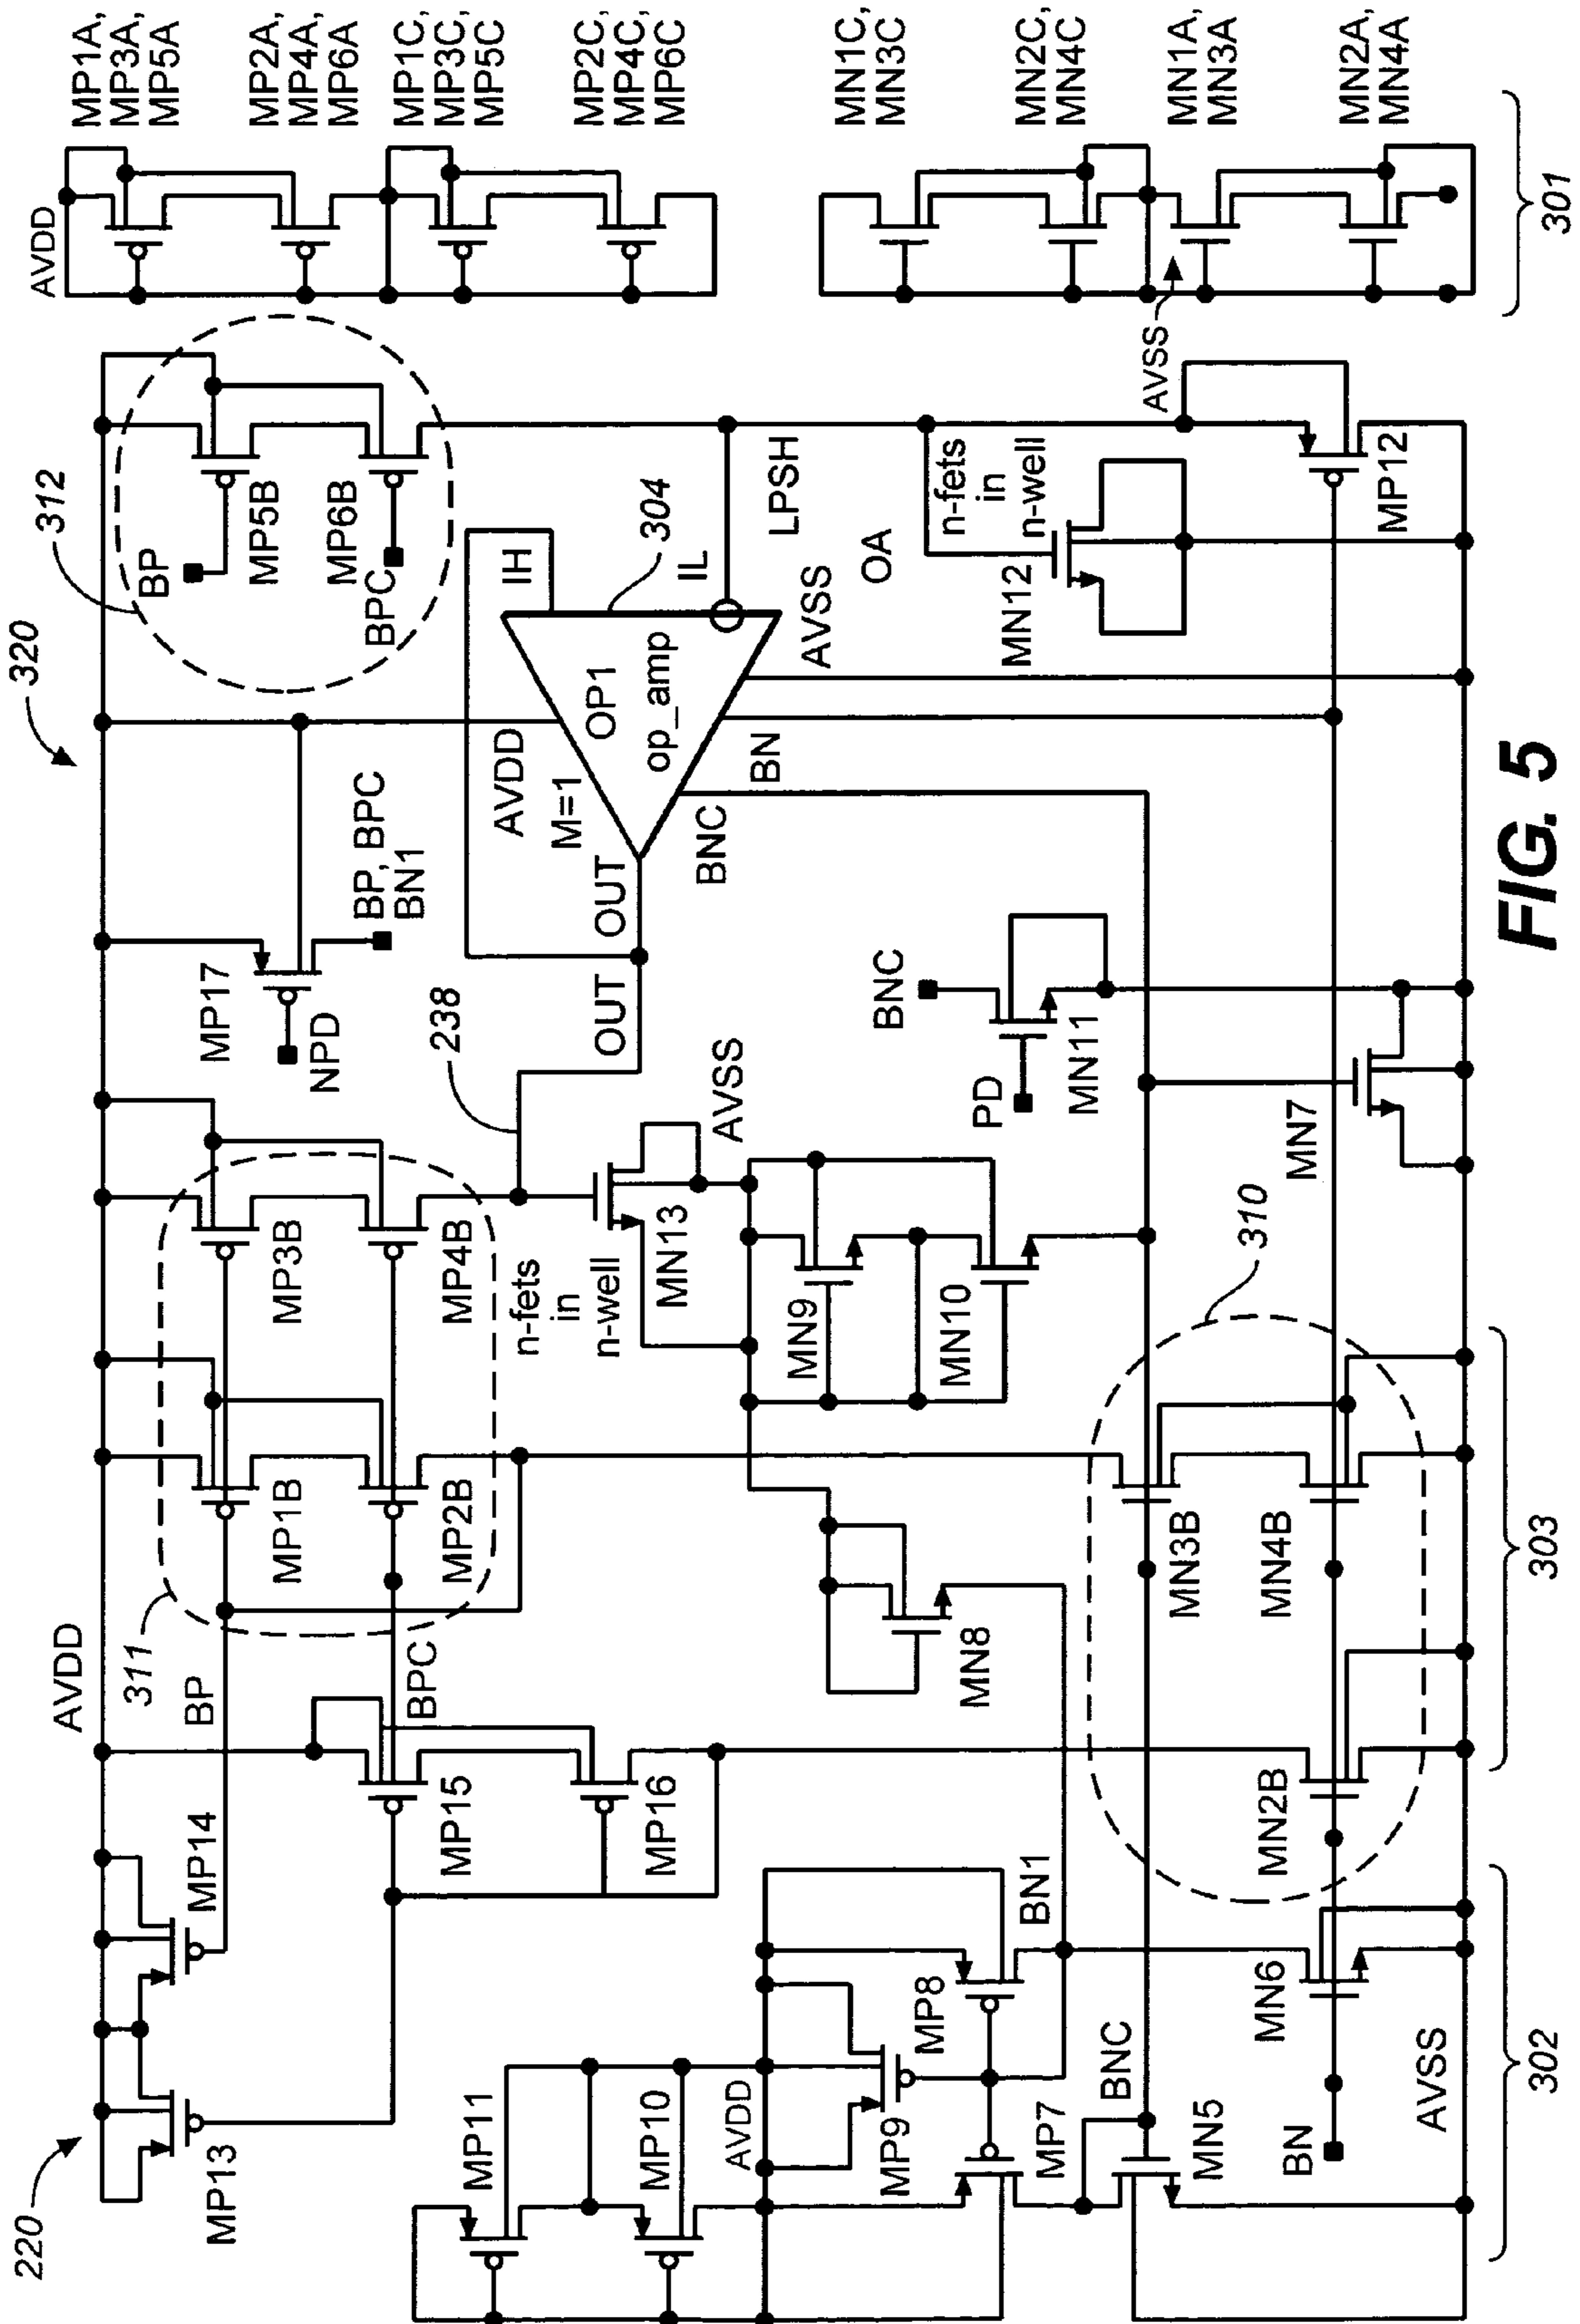 320
312
AVDD
MP1A,
MP3A,
MP5A
MP2A,
MP4A,
MP6A
MP1C,
MP3C,
MP5C
MP2C,
MP4C,
MP6C
MN1C,
MN3C
MN2C,
MN4C
MN1A,
MN3A
MN2A,
MN4A
AVSS
301
220
MP13
MP14
AVDD
311
BP
BPC
MP15
MP16
MP1B
MP2B
MP3B
MP4B
n-fets
in
n-well
MN13
238
OUT
AVSS
MP17
NPD
BP, BPC
BN1
BP
MP5B
MP6B
BPC
IH
304
OP1
op_amp
AVDD
M=1
OUT
BNC
BN
AVSS
IL
LPSH
OA
n-fets
in
n-well
MN12
MP12
MP11
MP10
AVDD
MP9
MP8
MP7
BN1
BNC
MN5
MN6
BN
AVSS
302
MN8
MN9
MN10
BNC
PD
MN11
MN7
310
MN2B
MN3B
MN4B
303
FIG. 5